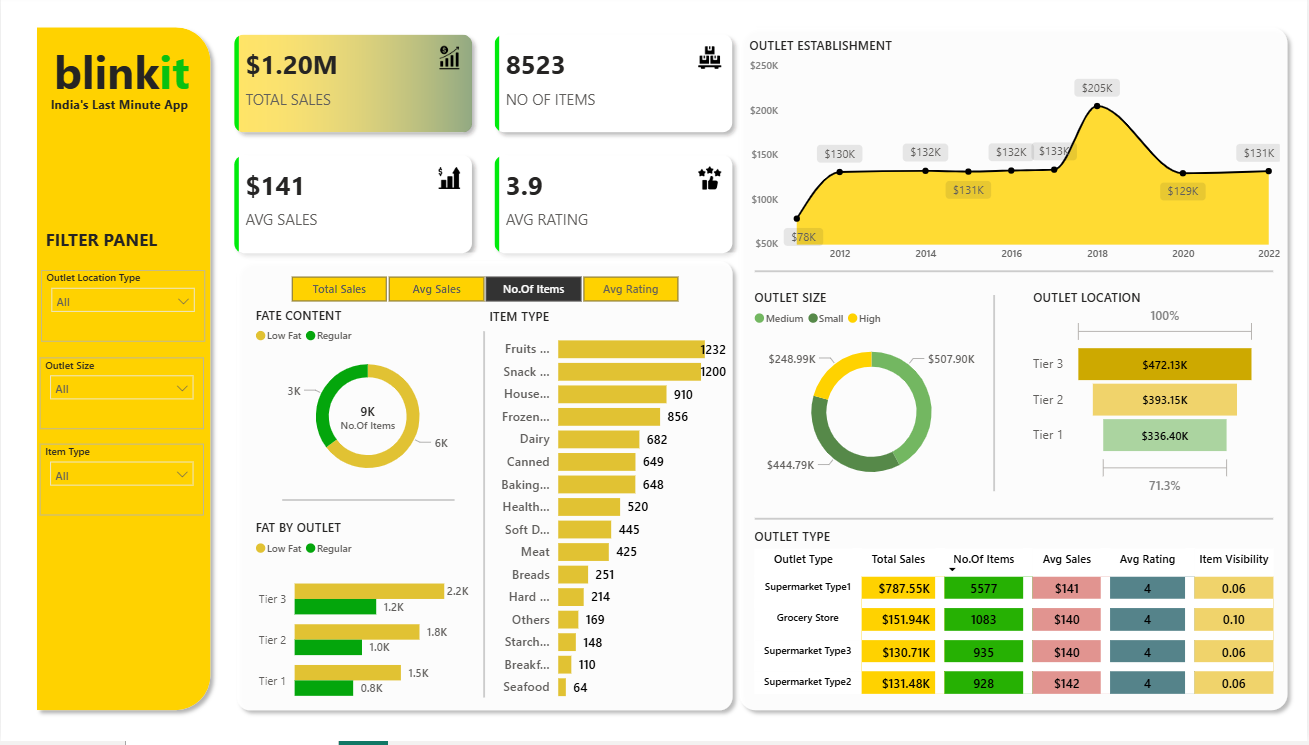 blinkit
India's Last Minute App
FILTER PANEL
Outlet Location Type
All
Outlet Size
All
Item Type
All
$1.20M
TOTAL SALES
8523
NO OF ITEMS
$141
AVG SALES
3.9
AVG RATING
Total Sales Avg Sales No.Of Items Avg Rating
FATE CONTENT
Low Fat Regular
3K
9K
No.Of Items
6K
FAT BY OUTLET
Low Fat Regular
Tier 3 2.2K
1.2K
Tier 2 1.8K
1.0K
Tier 1 1.5K
0.8K
ITEM TYPE
Fruits ... 1232
Snack ... 1200
House... 910
Frozen... 856
Dairy 682
Canned 649
Baking... 648
Health... 520
Soft D... 445
Meat 425
Breads 251
Hard ... 214
Others 169
Starch... 148
Breakf... 110
Seafood 64
OUTLET ESTABLISHMENT
$250K
$200K
$150K
$100K
$50K
$78K $130K $132K $131K $132K $133K $205K $129K $131K
2012 2014 2016 2018 2020 2022
OUTLET SIZE
Medium Small High
$248.99K $507.90K
$444.79K
OUTLET LOCATION
100%
Tier 3 $472.13K
Tier 2 $393.15K
Tier 1 $336.40K
71.3%
OUTLET TYPE
Outlet Type Total Sales No.Of Items Avg Sales Avg Rating Item Visibility
Supermarket Type1 $787.55K 5577 $141 4 0.06
Grocery Store $151.94K 1083 $140 4 0.10
Supermarket Type3 $130.71K 935 $140 4 0.06
Supermarket Type2 $131.48K 928 $142 4 0.06